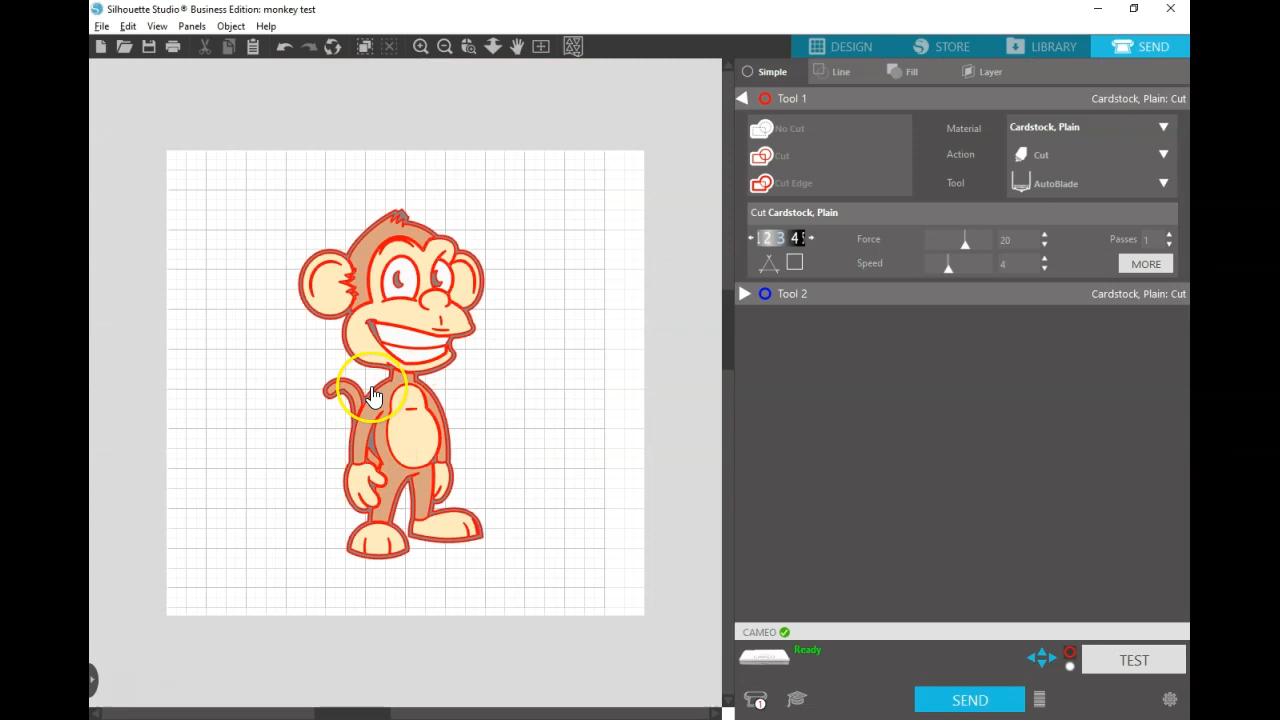 Silhouette Studio® Business Edition: monkey test
File Edit View Panels Object Help
DESIGN STORE LIBRARY SEND
Simple Line Fill Layer
Tool 1 Cardstock, Plain: Cut
No Cut Material Cardstock, Plain
Cut Action Cut
Cut Edge Tool AutoBlade
Cut Cardstock, Plain
Force 20 Passes 1
Speed 4 MORE
Tool 2 Cardstock, Plain: Cut
CAMEO
Ready
TEST
1 SEND